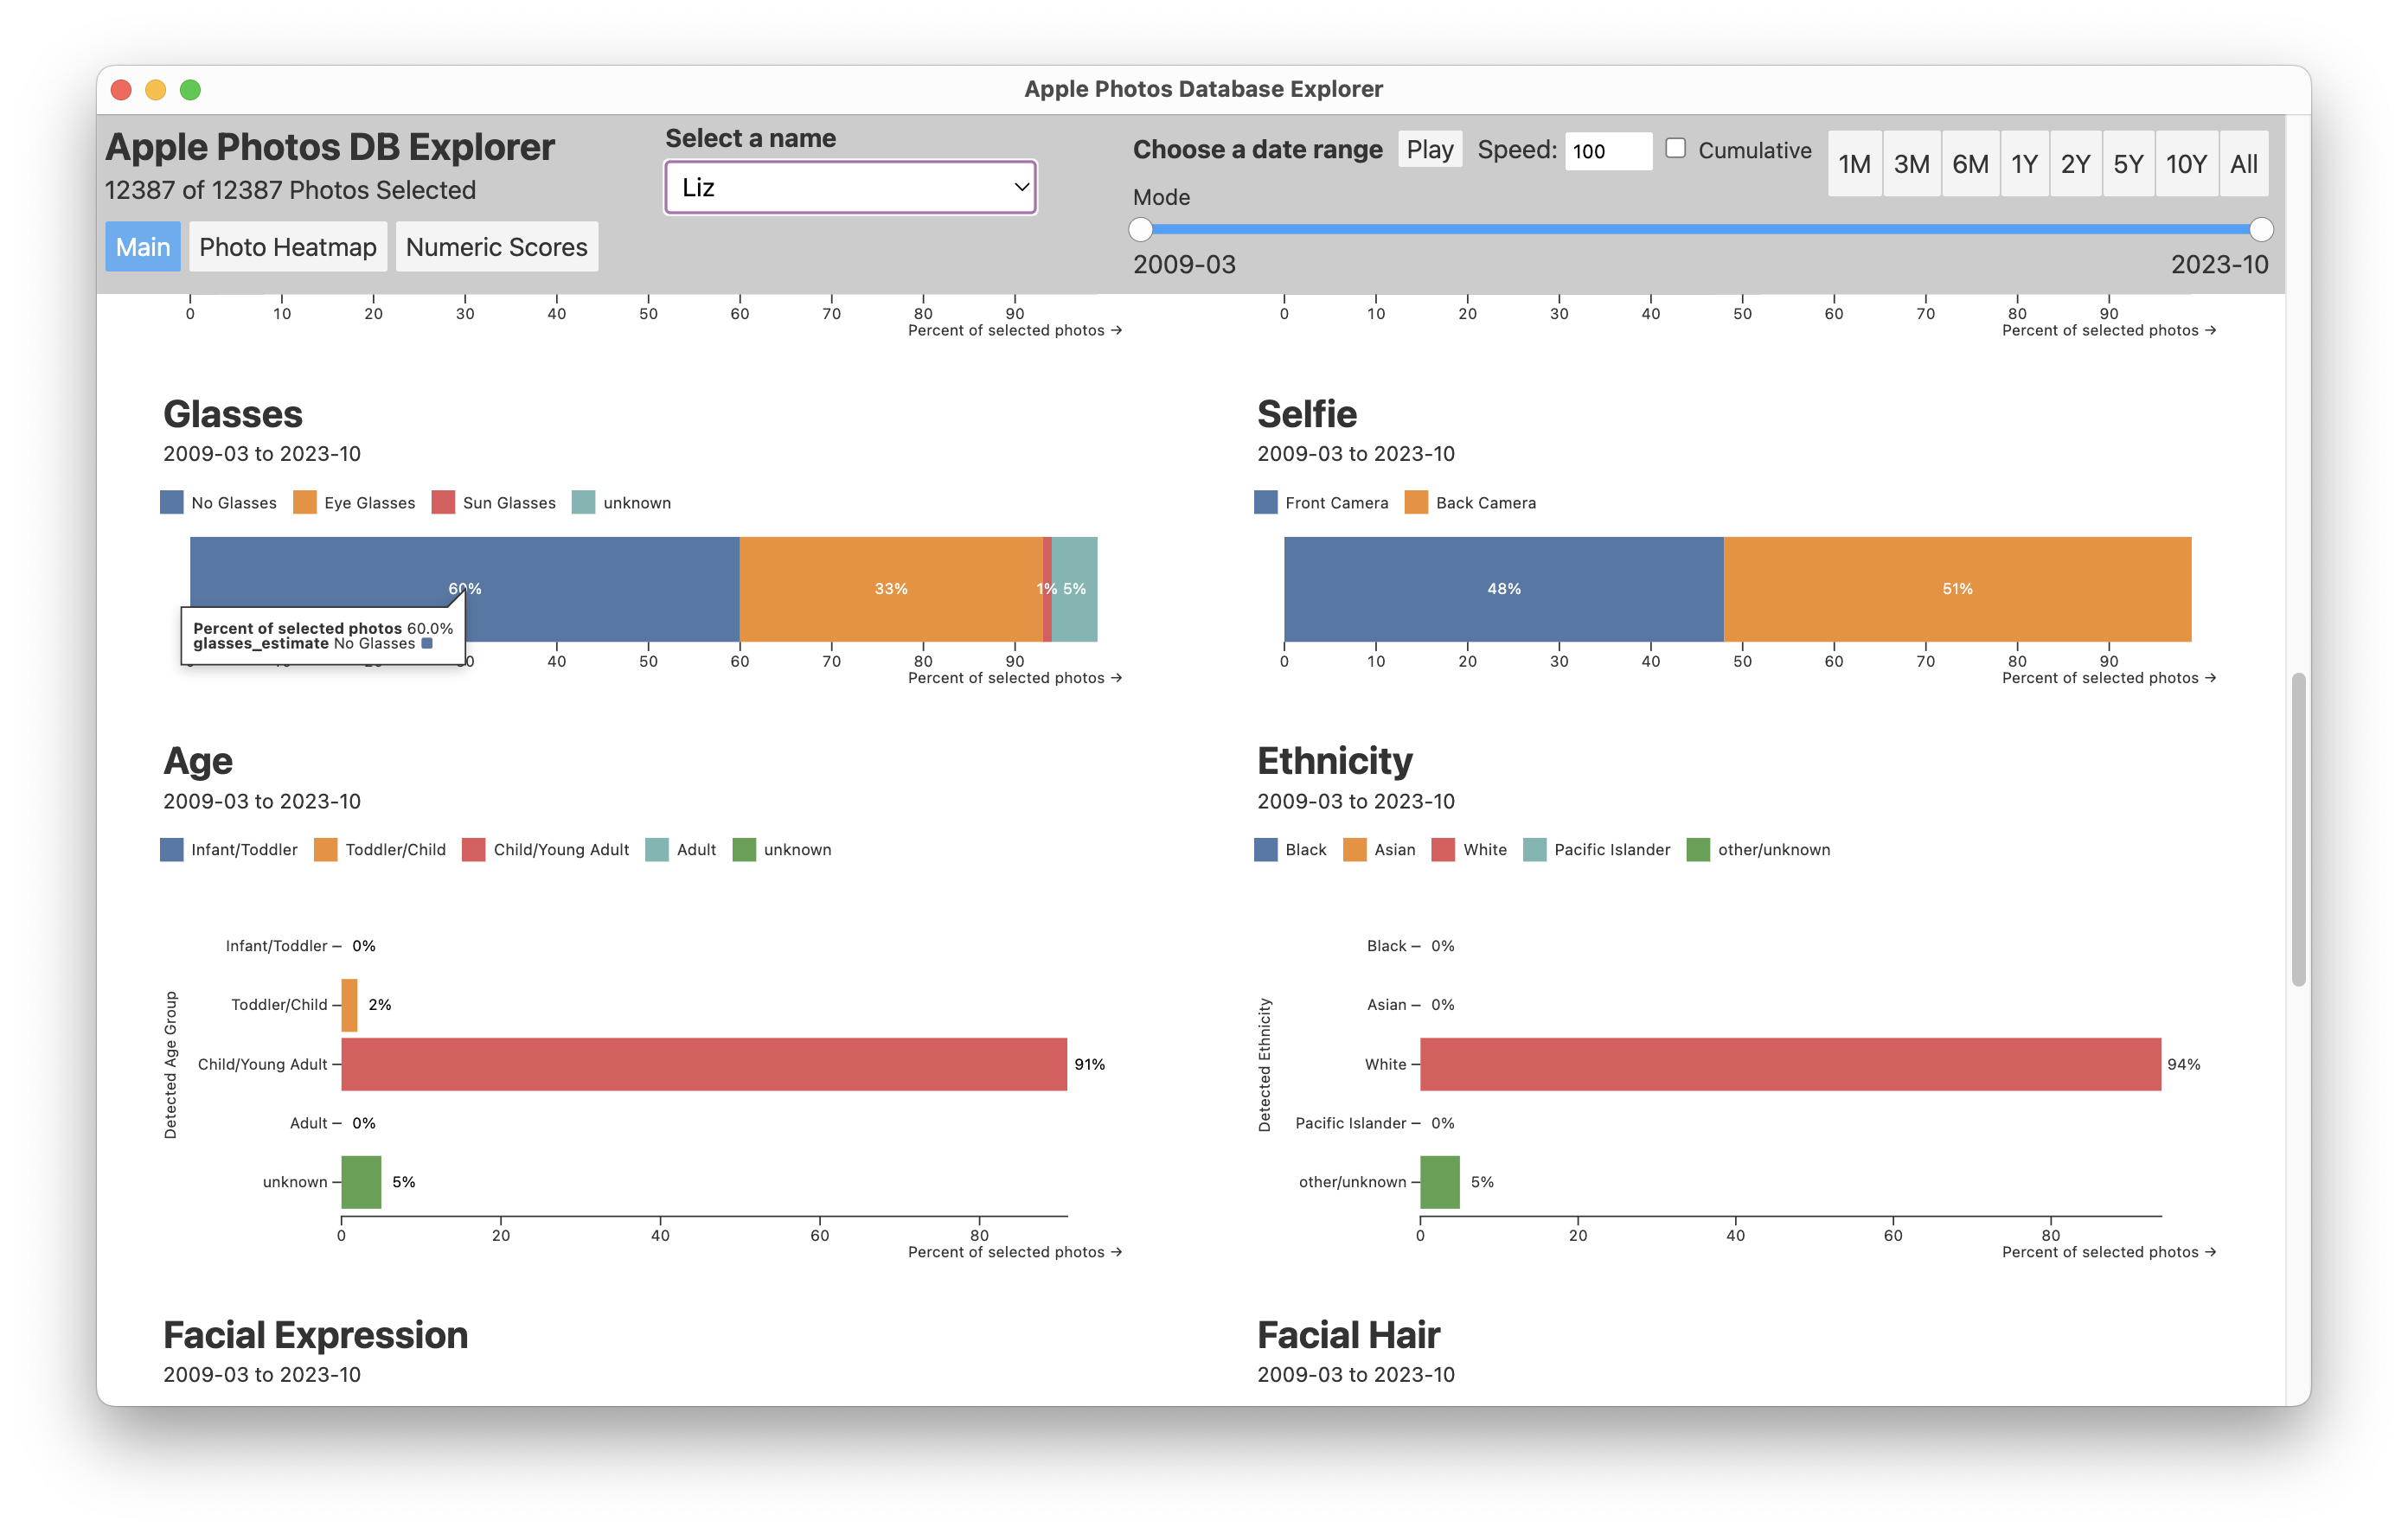 Apple Photos Database Explorer
Apple Photos DB Explorer
12387 of 12387 Photos Selected
Main Photo Heatmap Numeric Scores
Select a name
Liz
Choose a date range Play Speed: 100 Cumulative 1M 3M 6M 1Y 2Y 5Y 10Y All
Mode
2009-03 2023-10
0 10 20 30 40 50 60 70 80 90
Percent of selected photos →
0 10 20 30 40 50 60 70 80 90
Percent of selected photos →
Glasses
2009-03 to 2023-10
No Glasses Eye Glasses Sun Glasses unknown
60% 33% 1% 5%
Percent of selected photos 60.0%
glasses_estimate No Glasses
40 50 60 70 80 90
Percent of selected photos →
Selfie
2009-03 to 2023-10
Front Camera Back Camera
48% 51%
0 10 20 30 40 50 60 70 80 90
Percent of selected photos →
Age
2009-03 to 2023-10
Infant/Toddler Toddler/Child Child/Young Adult Adult unknown
Detected Age Group
Infant/Toddler 0%
Toddler/Child 2%
Child/Young Adult 91%
Adult 0%
unknown 5%
0 20 40 60 80
Percent of selected photos →
Ethnicity
2009-03 to 2023-10
Black Asian White Pacific Islander other/unknown
Detected Ethnicity
Black 0%
Asian 0%
White 94%
Pacific Islander 0%
other/unknown 5%
0 20 40 60 80
Percent of selected photos →
Facial Expression
2009-03 to 2023-10
Facial Hair
2009-03 to 2023-10